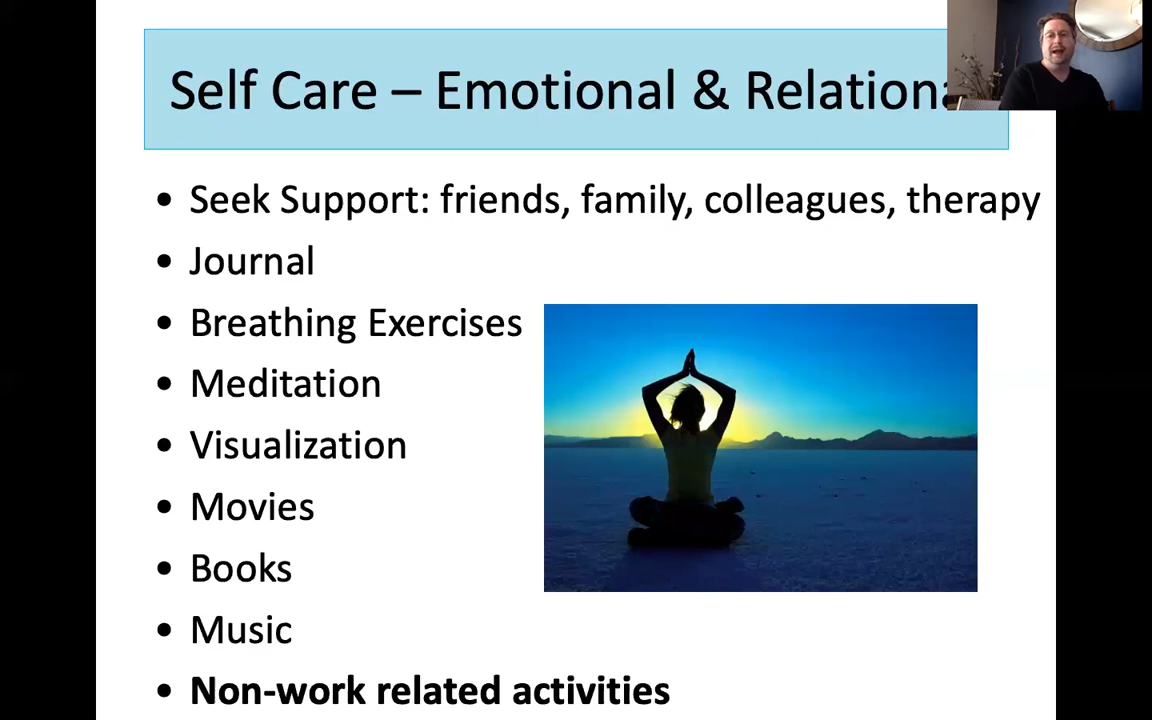 Self Care – Emotional & Relationa
• Seek Support: friends, family, colleagues, therapy
• Journal
• Breathing Exercises
• Meditation
• Visualization
• Movies
• Books
• Music
• Non-work related activities